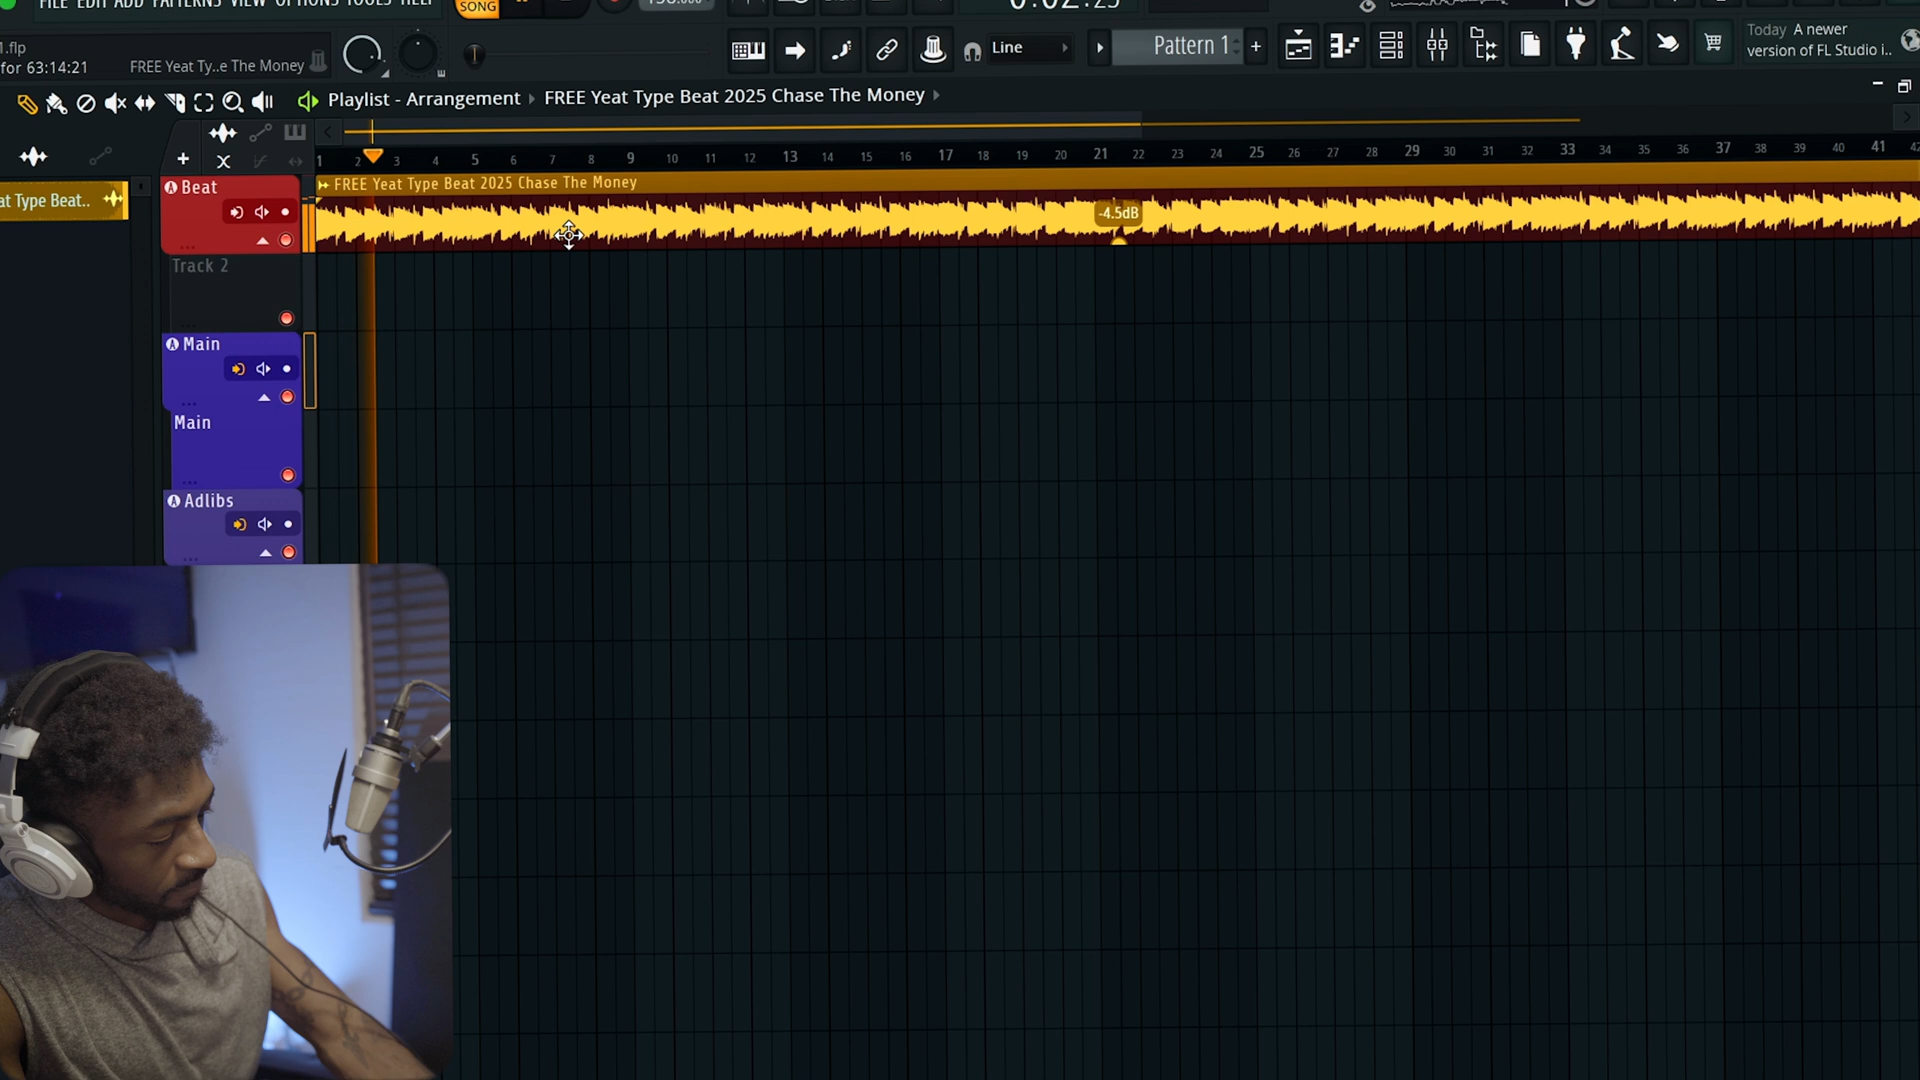 FILE EDIT ADD PATTERNS VIEW OPTIONS TOOLS HELP
SONG
0:02:25
1.flp
for 63:14:21
FREE Yeat Ty..e The Money
Line
Pattern 1
+
Today A newer
version of FL Studio i..
Playlist - Arrangement FREE Yeat Type Beat 2025 Chase The Money
1 2 3 4 5 6 7 8 9 10 11 12 13 14 15 16 17 18 19 20 21 22 23 24 25 26 27 28 29 30 31 32 33 34 35 36 37 38 39 40 41 42
at Type Beat..
Beat
FREE Yeat Type Beat 2025 Chase The Money
-4.5dB
Track 2
Main
Main
Adlibs